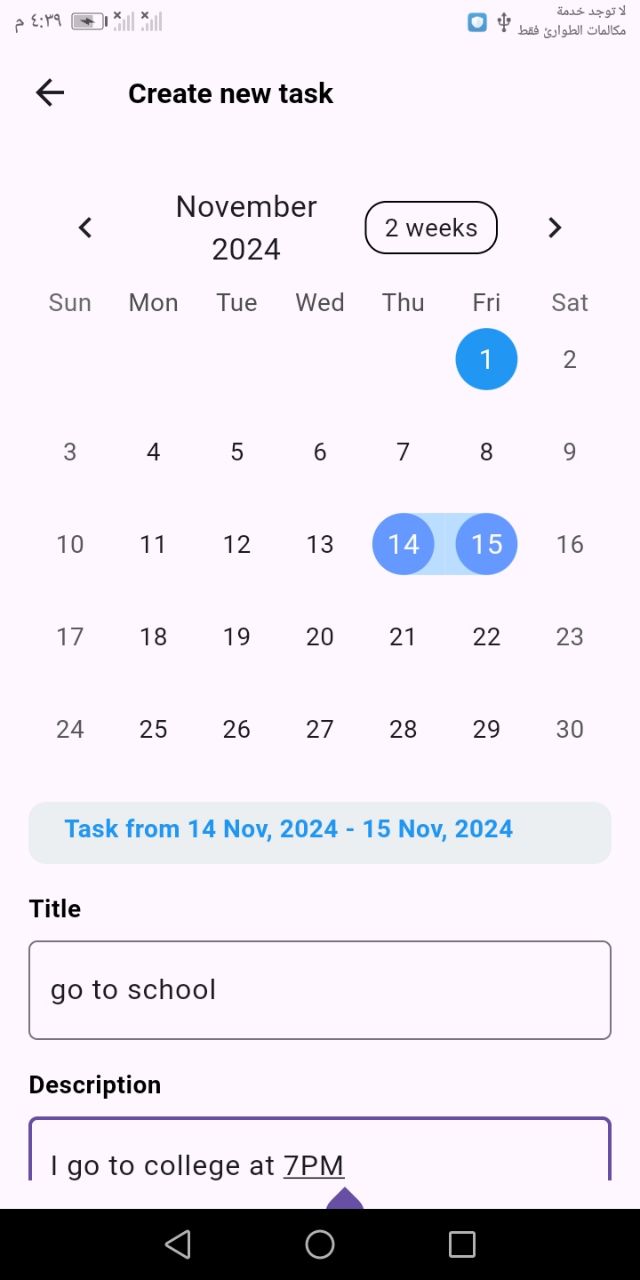 ٤:٣٩ م
لا توجد خدمة
مكالمات الطوارئ فقط
Create new task
November 2024
2 weeks
Sun Mon Tue Wed Thu Fri Sat
1 2
3 4 5 6 7 8 9
10 11 12 13 14 15 16
17 18 19 20 21 22 23
24 25 26 27 28 29 30
Task from 14 Nov, 2024 - 15 Nov, 2024
Title
go to school
Description
I go to college at 7PM